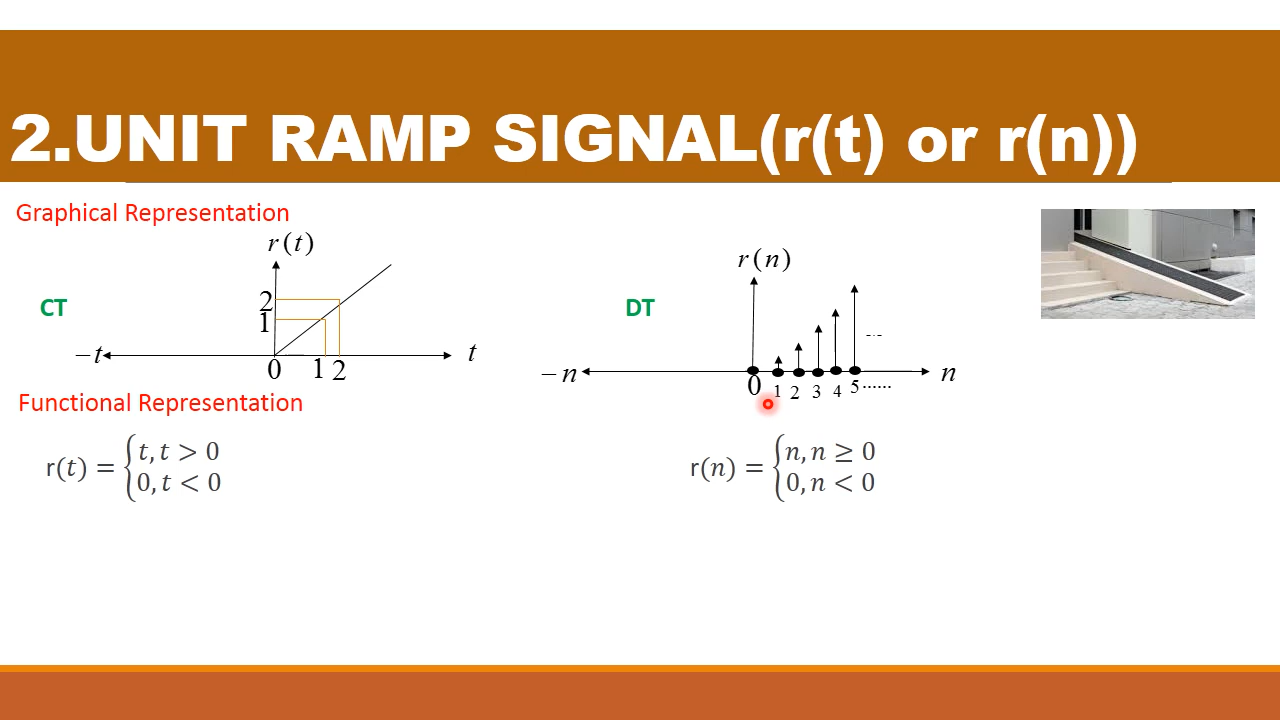 2.UNIT RAMP SIGNAL(r(t) or r(n))
Graphical Representation
r(t)
CT
2
1
−t
t
0 1 2
r(n)
DT
-·-·
−n
n
0 1 2 3 4 5......
Functional Representation
r(t) = {t, t > 0
0, t < 0
r(n) = {n, n ≥ 0
0, n < 0